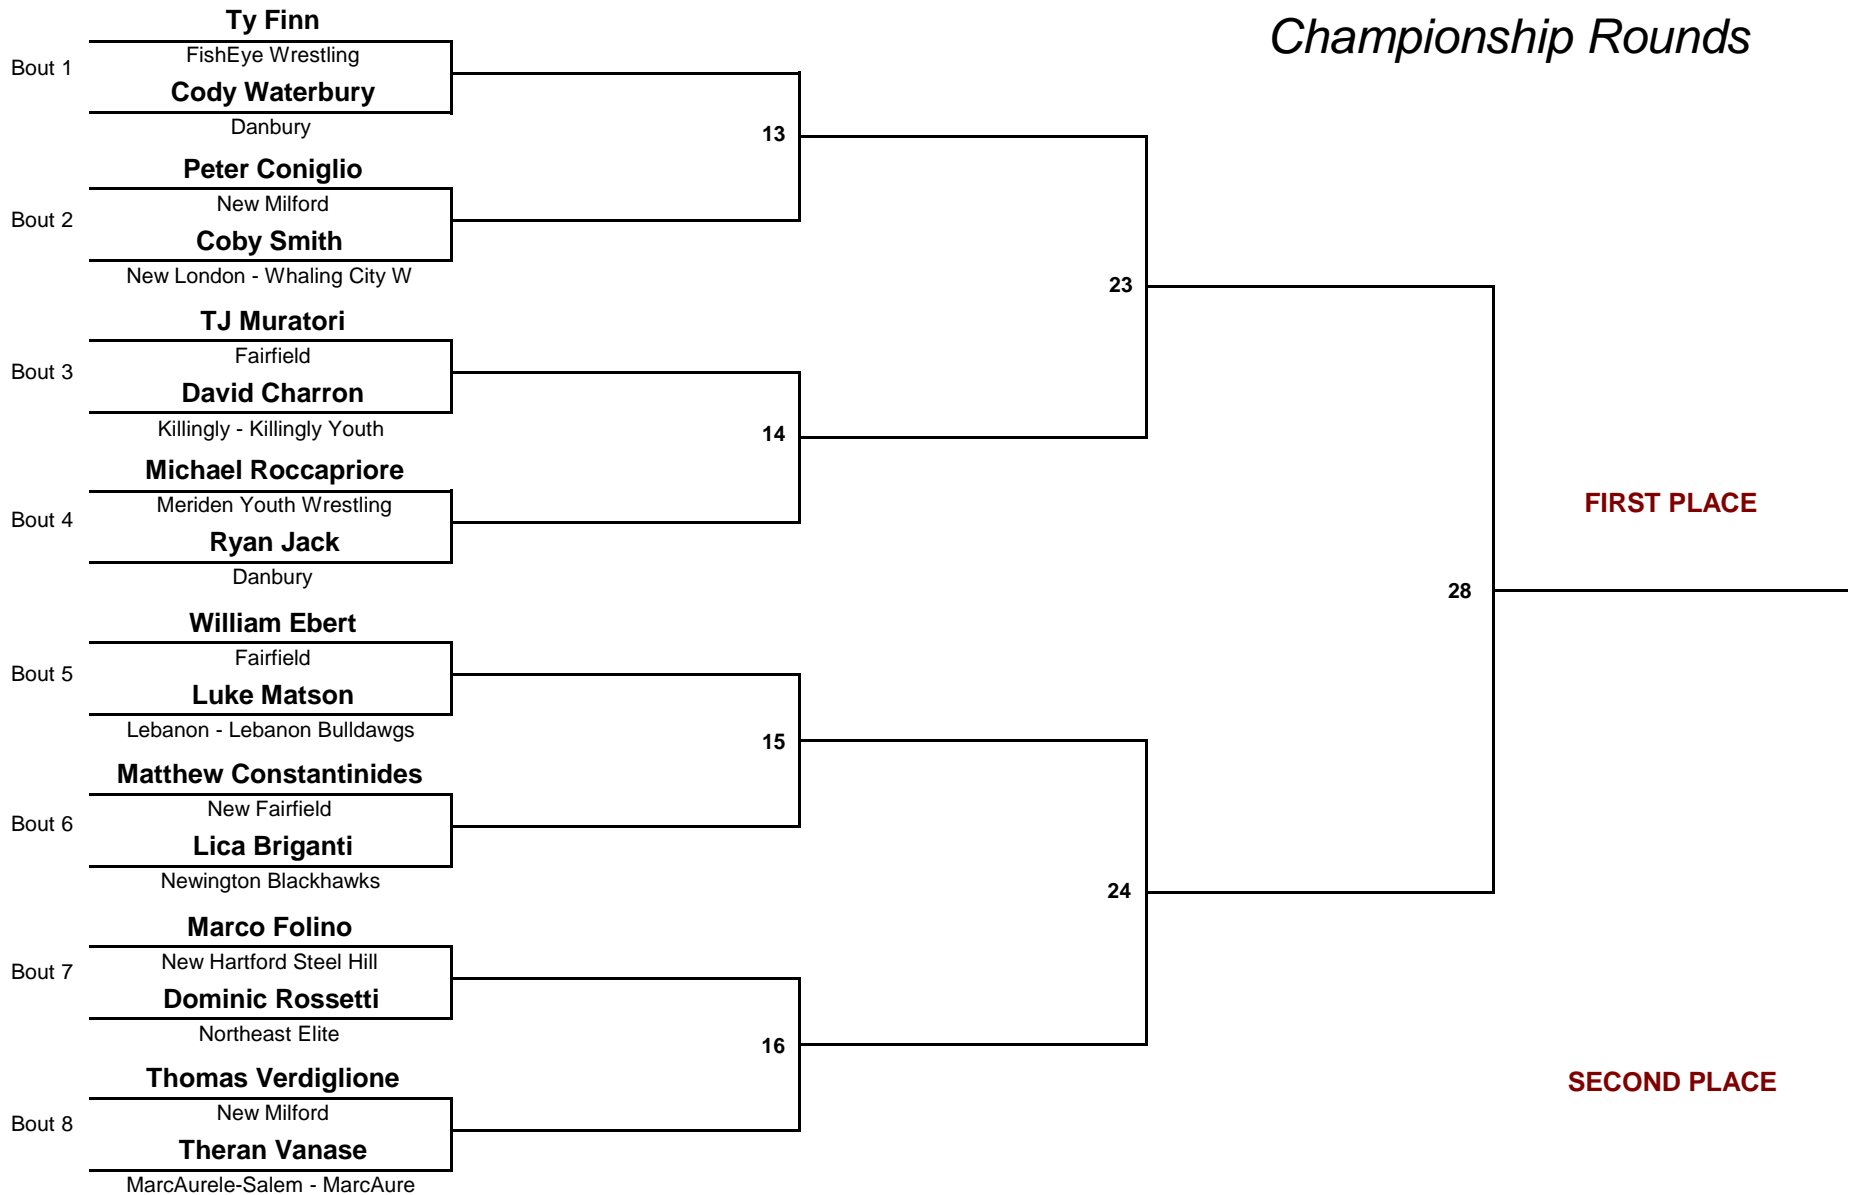 Championship Rounds
Ty Finn
Bout 1
FishEye Wrestling
Cody Waterbury
Danbury
13
Peter Coniglio
Bout 2
New Milford
Coby Smith
New London - Whaling City W
23
TJ Muratori
Bout 3
Fairfield
David Charron
Killingly - Killingly Youth
14
Michael Roccapriore
Bout 4
Meriden Youth Wrestling
Ryan Jack
Danbury
FIRST PLACE
28
William Ebert
Bout 5
Fairfield
Luke Matson
Lebanon - Lebanon Bulldawgs
15
Matthew Constantinides
Bout 6
New Fairfield
Lica Briganti
Newington Blackhawks
24
Marco Folino
Bout 7
New Hartford Steel Hill
Dominic Rossetti
Northeast Elite
16
Thomas Verdiglione
SECOND PLACE
Bout 8
New Milford
Theran Vanase
MarcAurele-Salem - MarcAure